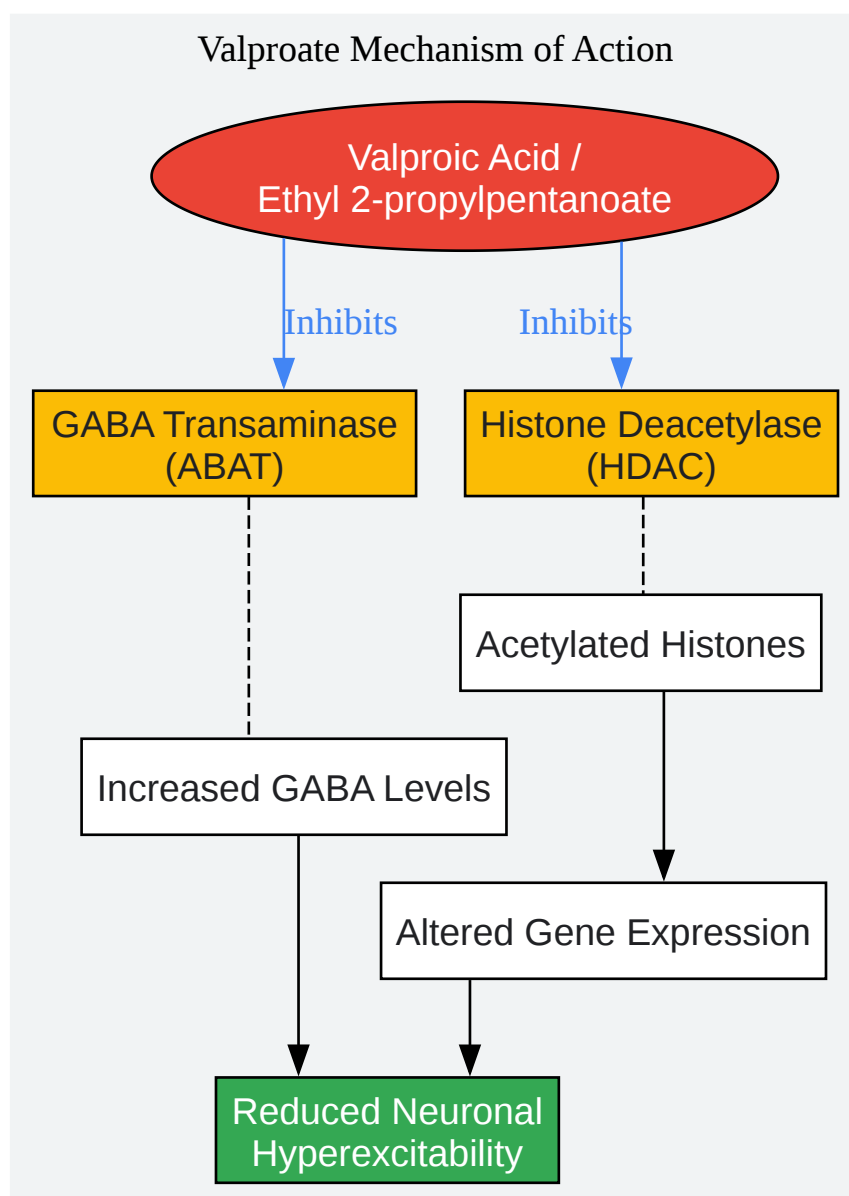 Valproate Mechanism of Action
Valproic Acid /
Ethyl 2-propylpentanoate
Inhibits
Inhibits
GABA Transaminase
(ABAT)
Histone Deacetylase
(HDAC)
Acetylated Histones
Increased GABA Levels
Altered Gene Expression
Reduced Neuronal
Hyperexcitability